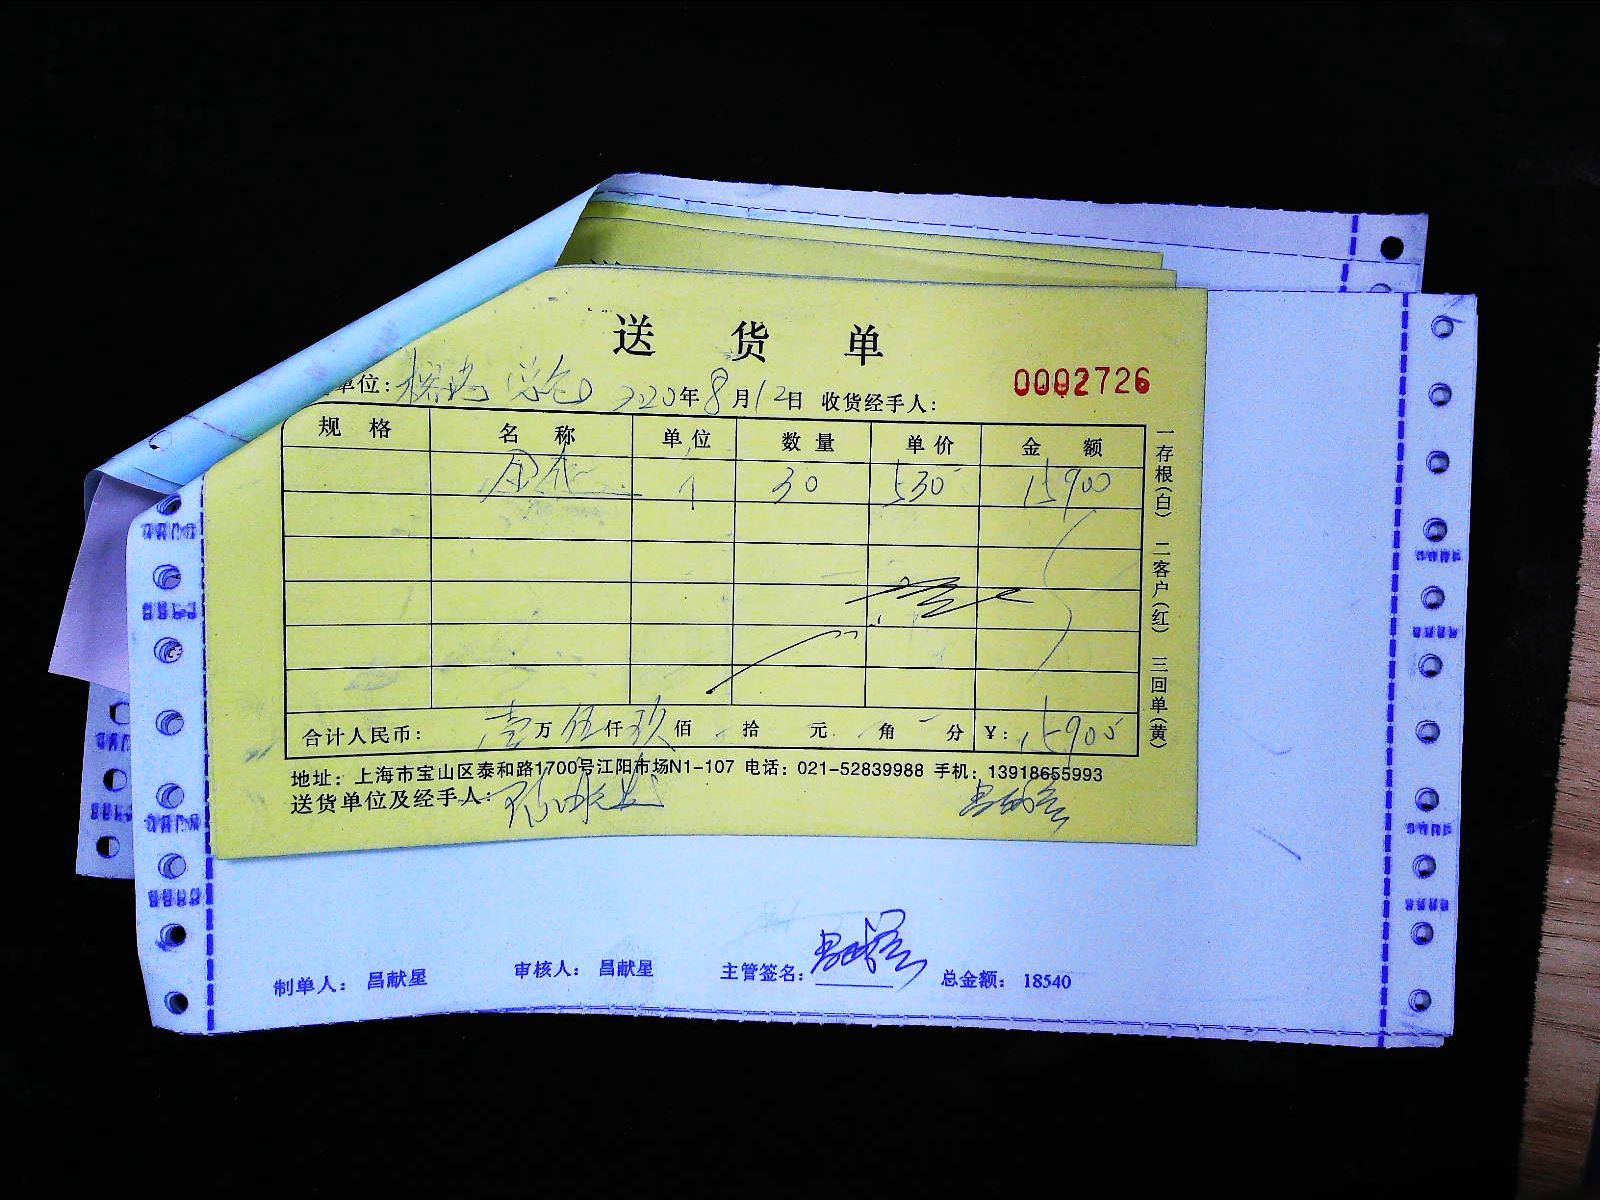 送 货 单
单位: 2020年8月12日 收货经手人: 0002726
规 格 名 称 单位 数量 单价 金 额
30 530 15900
合计人民币: 壹万伍仟玖佰 拾 元 角 分 ¥: 15900
地址: 上海市宝山区泰和路1700号江阳市场N1-107 电话: 021-52839988 手机: 13918655993
送货单位及经手人:
一存根(白) 二客户(红) 三回单(黄)
制单人: 昌献星 审核人: 昌献星 主管签名: 昌献星 总金额: 18540